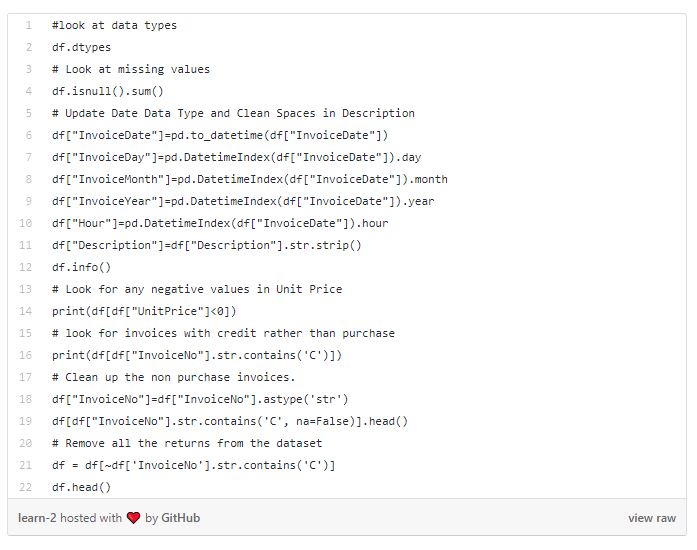 1 #look at data types
2 df.dtypes
3 # Look at missing values
4 df.isnull().sum()
5 # Update Date Data Type and Clean Spaces in Description
6 df["InvoiceDate"]=pd.to_datetime(df["InvoiceDate"])
7 df["InvoiceDay"]=pd.DatetimeIndex(df["InvoiceDate"]).day
8 df["InvoiceMonth"]=pd.DatetimeIndex(df["InvoiceDate"]).month
9 df["InvoiceYear"]=pd.DatetimeIndex(df["InvoiceDate"]).year
10 df["Hour"]=pd.DatetimeIndex(df["InvoiceDate"]).hour
11 df["Description"]=df["Description"].str.strip()
12 df.info()
13 # Look for any negative values in Unit Price
14 print(df[df["UnitPrice"]<0])
15 # look for invoices with credit rather than purchase
16 print(df[df["InvoiceNo"].str.contains('C')])
17 # Clean up the non purchase invoices.
18 df["InvoiceNo"]=df["InvoiceNo"].astype('str')
19 df[df["InvoiceNo"].str.contains('C', na=False)].head()
20 # Remove all the returns from the dataset
21 df = df[~df['InvoiceNo'].str.contains('C')]
22 df.head()
learn-2 hosted with ❤ by GitHub view raw